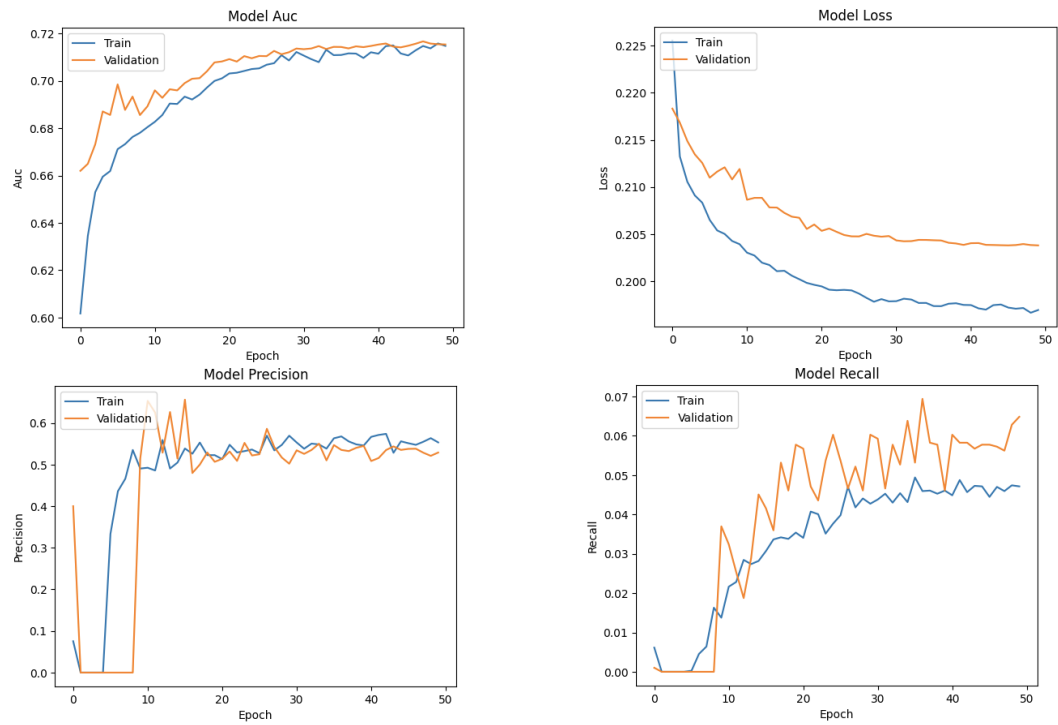 Model Auc
Train
Validation
0.72
0.70
0.68
0.66
0.64
0.62
0.60
Auc
0 10 20 30 40 50
Epoch
Model Loss
Train
Validation
0.225
0.220
0.215
0.210
0.205
0.200
Loss
0 10 20 30 40 50
Epoch
Model Precision
Train
Validation
0.6
0.5
0.4
0.3
0.2
0.1
0.0
Precision
0 10 20 30 40 50
Epoch
Model Recall
Train
Validation
0.07
0.06
0.05
0.04
0.03
0.02
0.01
0.00
Recall
0 10 20 30 40 50
Epoch